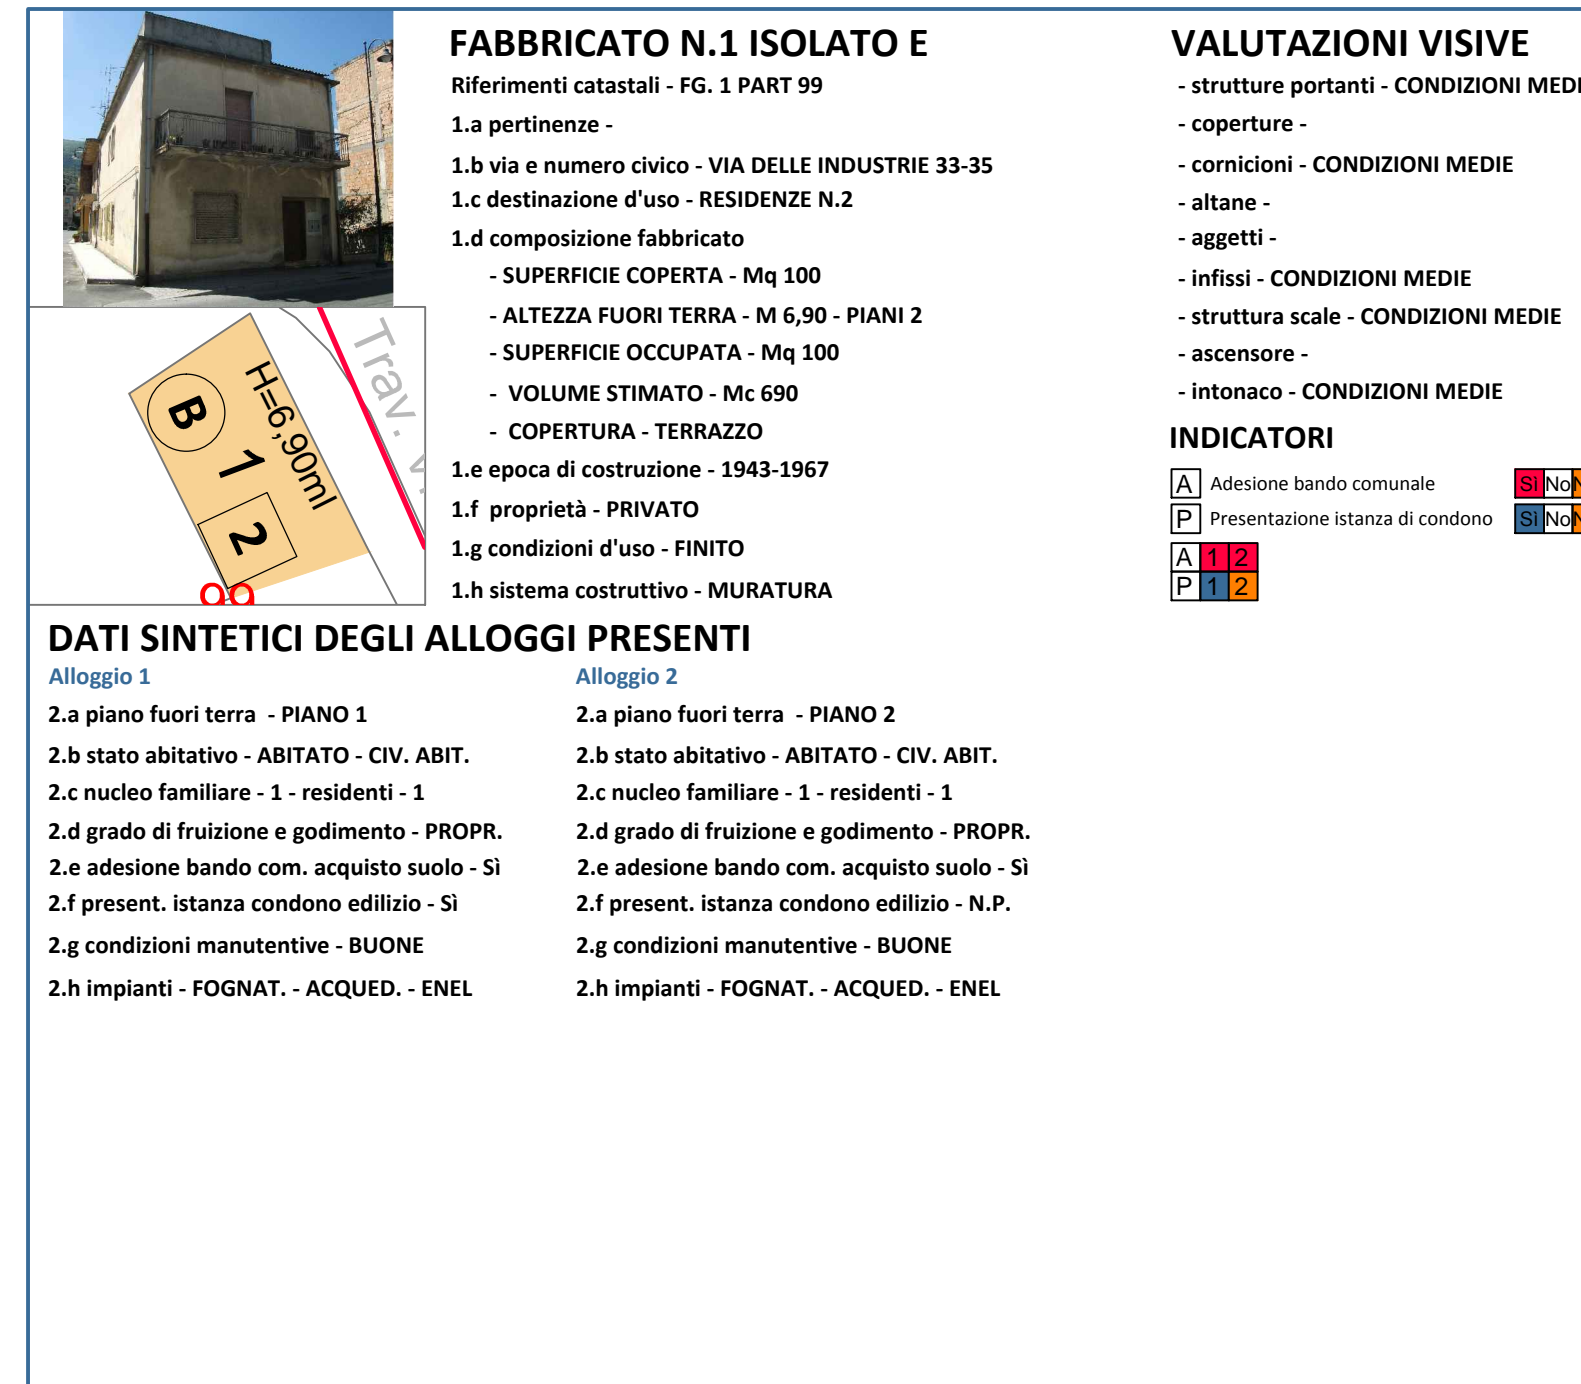 FABBRICATO N.1 ISOLATO E
Riferimenti catastali - FG. 1 PART 99
1.a pertinenze -
1.b via e numero civico - VIA DELLE INDUSTRIE 33-35
1.c destinazione d'uso - RESIDENZE N.2
1.d composizione fabbricato
- SUPERFICIE COPERTA - Mq 100
- ALTEZZA FUORI TERRA - M 6,90 - PIANI 2
- SUPERFICIE OCCUPATA - Mq 100
- VOLUME STIMATO - Mc 690
- COPERTURA - TERRAZZO
1.e epoca di costruzione - 1943-1967
1.f proprietà - PRIVATO
1.g condizioni d'uso - FINITO
1.h sistema costruttivo - MURATURA
VALUTAZIONI VISIVE
- strutture portanti - CONDIZIONI MEDI
- coperture -
- cornicioni - CONDIZIONI MEDIE
- altane -
- aggetti -
- infissi - CONDIZIONI MEDIE
- struttura scale - CONDIZIONI MEDIE
- ascensore -
- intonaco - CONDIZIONI MEDIE
INDICATORI
A Adesione bando comunale Sì No
P Presentazione istanza di condono Sì No
A 1 2
P 1 2
Trav.
H=6,90ml
B
1
2
99
DATI SINTETICI DEGLI ALLOGGI PRESENTI
Alloggio 1
2.a piano fuori terra - PIANO 1
2.b stato abitativo - ABITATO - CIV. ABIT.
2.c nucleo familiare - 1 - residenti - 1
2.d grado di fruizione e godimento - PROPR.
2.e adesione bando com. acquisto suolo - Sì
2.f present. istanza condono edilizio - Sì
2.g condizioni manutentive - BUONE
2.h impianti - FOGNAT. - ACQUED. - ENEL
Alloggio 2
2.a piano fuori terra - PIANO 2
2.b stato abitativo - ABITATO - CIV. ABIT.
2.c nucleo familiare - 1 - residenti - 1
2.d grado di fruizione e godimento - PROPR.
2.e adesione bando com. acquisto suolo - Sì
2.f present. istanza condono edilizio - N.P.
2.g condizioni manutentive - BUONE
2.h impianti - FOGNAT. - ACQUED. - ENEL